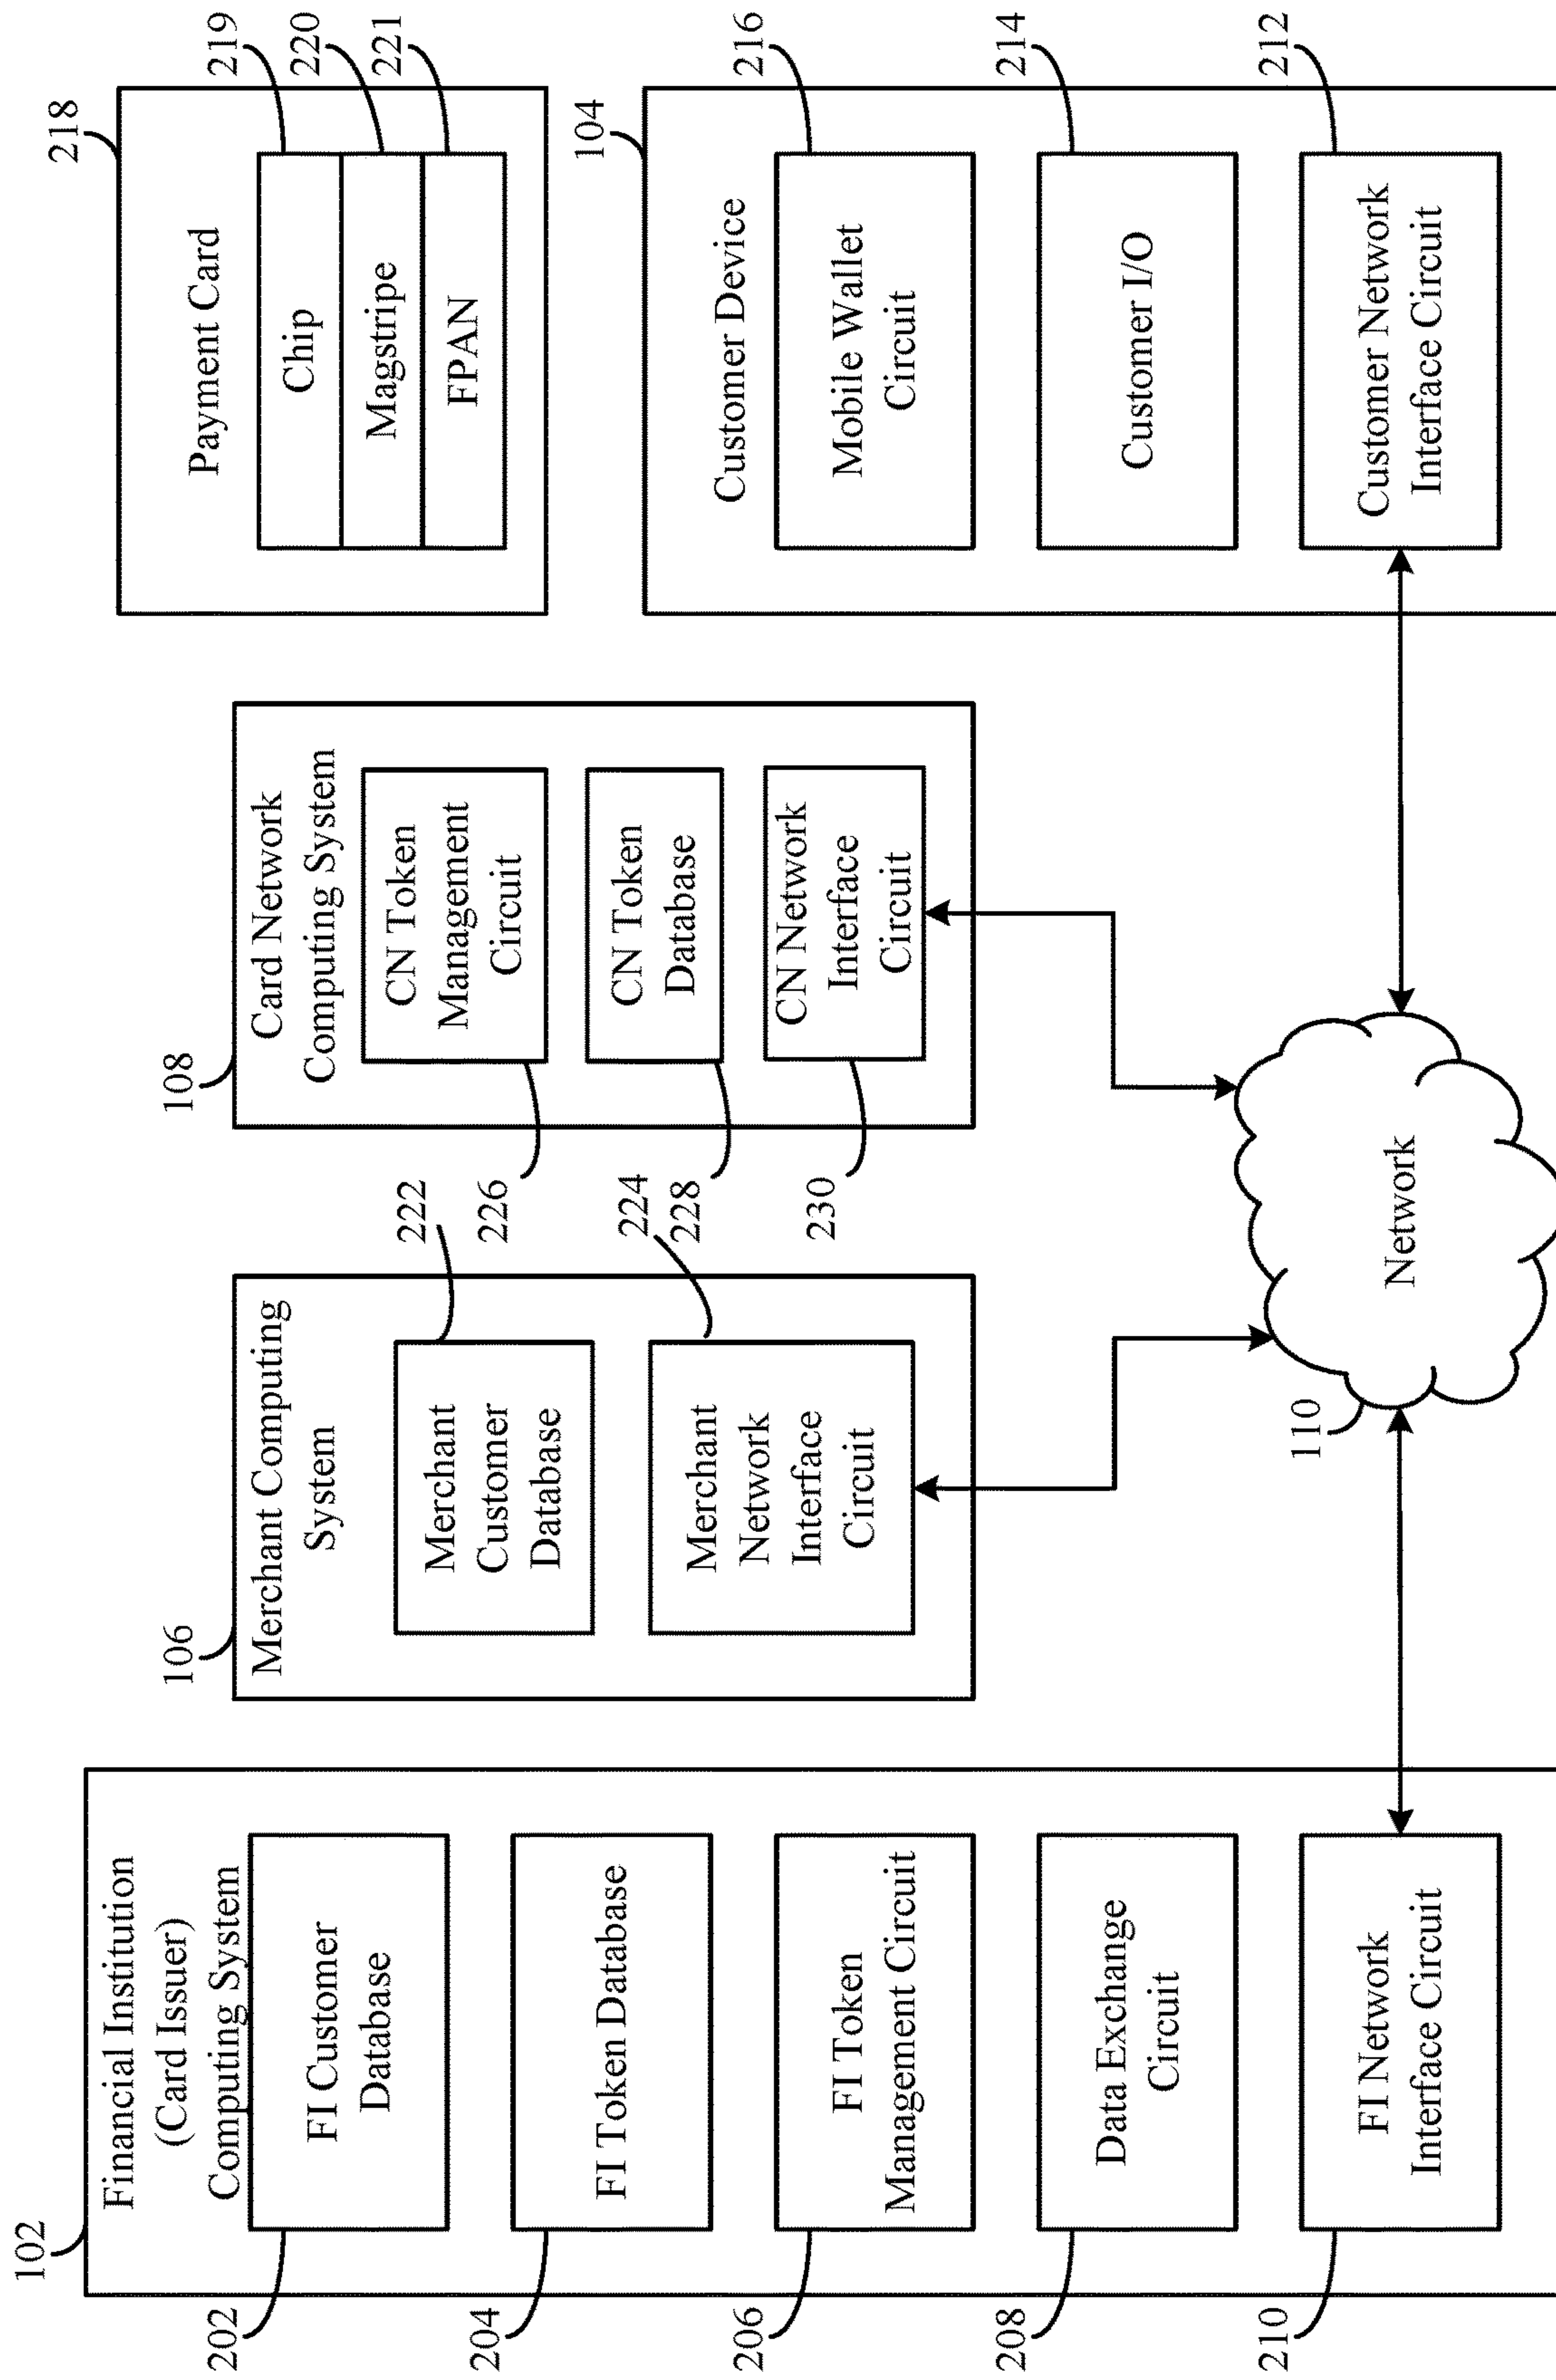 102
Financial Institution
(Card Issuer)
Computing System
202
FI Customer
Database
204
FI Token Database
206
FI Token
Management Circuit
208
Data Exchange
Circuit
210
FI Network
Interface Circuit
106
Merchant Computing
System
222
Merchant
Customer
Database
224
Merchant
Network
Interface
Circuit
108
Card Network
Computing System
226
CN Token
Management
Circuit
228
CN Token
Database
230
CN Network
Interface
Circuit
110
Network
218
Payment Card
219
Chip
220
Magstripe
221
FPAN
104
Customer Device
216
Mobile Wallet
Circuit
214
Customer I/O
212
Customer Network
Interface Circuit